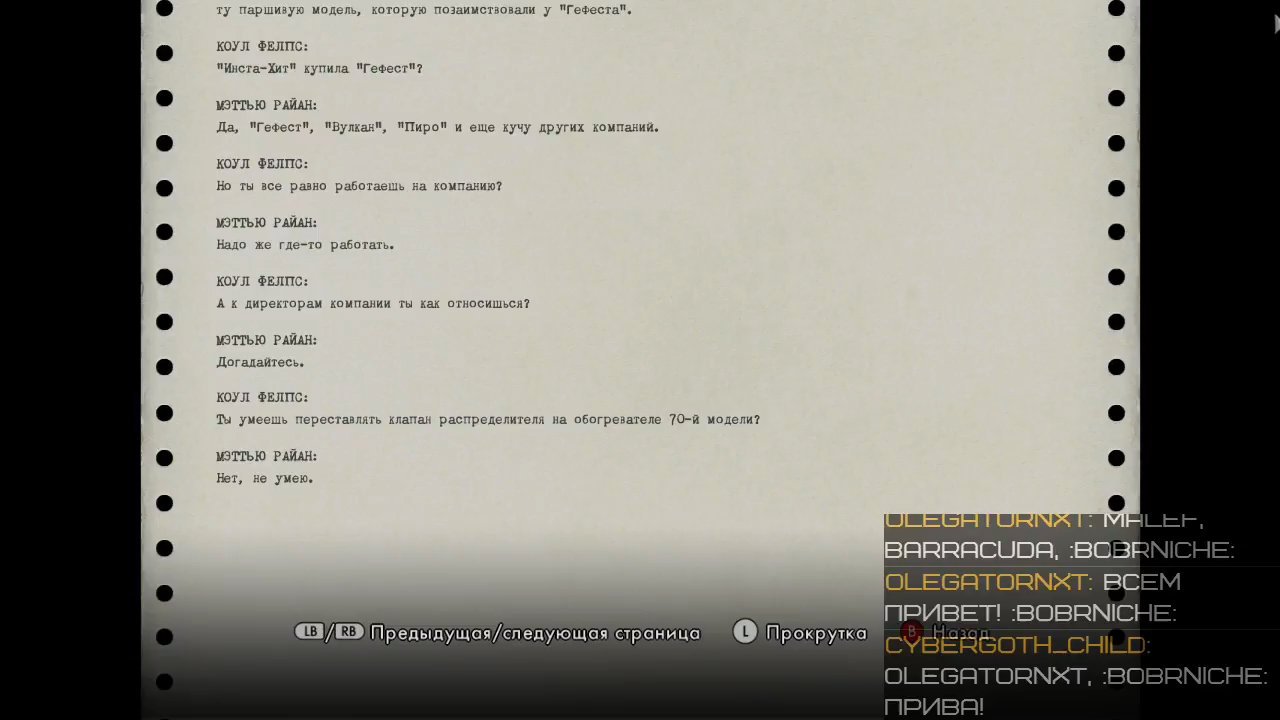 ту паршивую модель, которую позаимствовали у "Гефеста".
КОУЛ ФЕЛПС:
"Инста-Хит" купила "Гефест"?
МЭТТЬЮ РАЙАН:
Да, "Гефест", "Вулкан", "Пиро" и еще кучу других компаний.
КОУЛ ФЕЛПС:
Но ты все равно работаешь на компанию?
МЭТТЬЮ РАЙАН:
Надо же где-то работать.
КОУЛ ФЕЛПС:
А к директорам компании ты как относишься?
МЭТТЬЮ РАЙАН:
Догадайтесь.
КОУЛ ФЕЛПС:
Ты умеешь переставлять клапан распределителя на обогревателе 70-й модели?
МЭТТЬЮ РАЙАН:
Нет, не умею.
LB/RB Предыдущая/следующая страница L Прокрутка B Назад
OLEGATORNXT: MALEF,
BARRACUDA, :BOBRNICHE:
OLEGATORNXT: ВСЕМ
ПРИВЕТ! :BOBRNICHE:
CYBERGOTH_CHILD:
OLEGATORNXT, :BOBRNICHE:
ПРИВА!